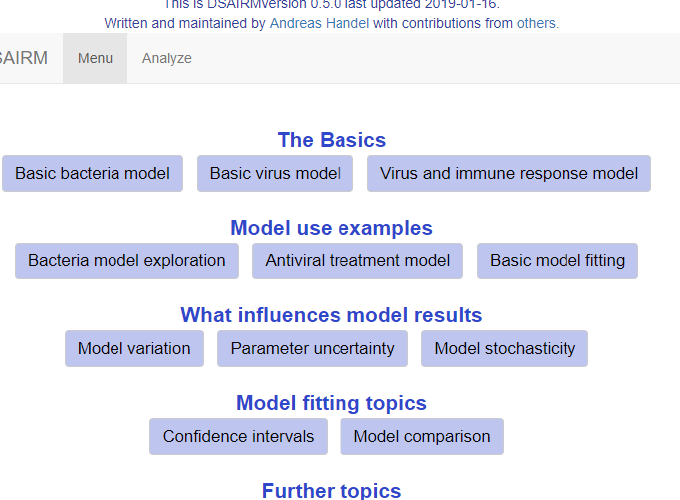 This is DSAIRMversion 0.5.0 last updated 2019-01-16.
Written and maintained by Andreas Handel with contributions from others.
SAIRM Menu Analyze
The Basics
Basic bacteria model Basic virus model Virus and immune response model
Model use examples
Bacteria model exploration Antiviral treatment model Basic model fitting
What influences model results
Model variation Parameter uncertainty Model stochasticity
Model fitting topics
Confidence intervals Model comparison
Further topics